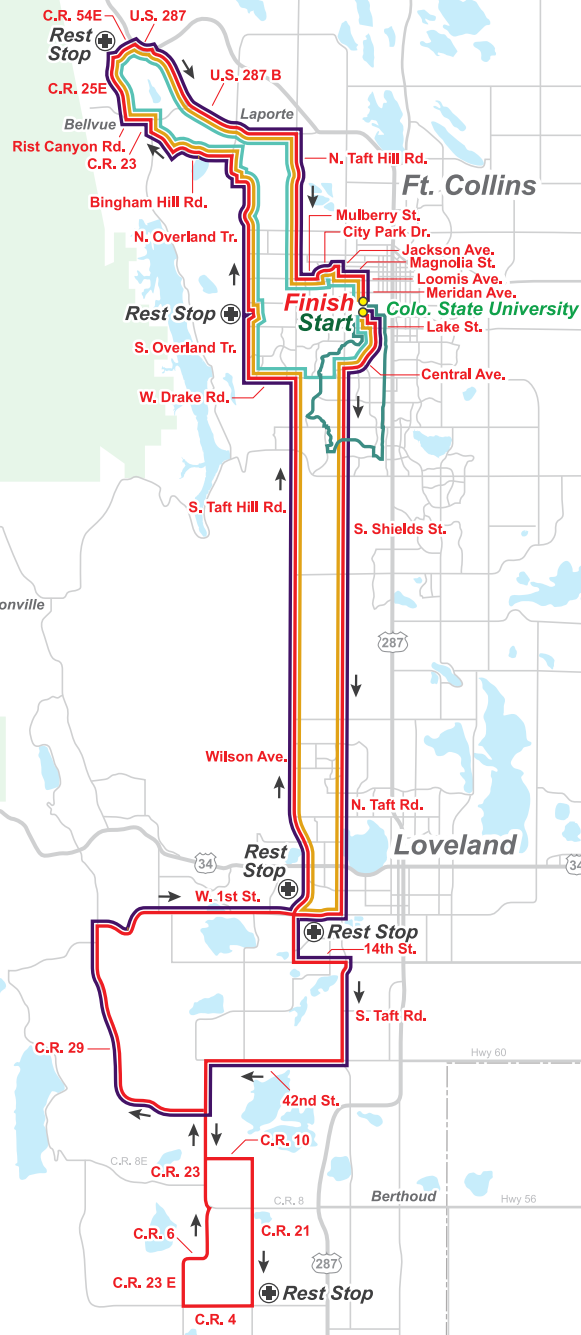 C.R. 54E
U.S. 287
Rest
Stop
U.S. 287 B
C.R. 25E
Laporte
Bellvue
Rist Canyon Rd.
C.R. 23
N. Taft Hill Rd.
Ft. Collins
Bingham Hill Rd.
Mulberry St.
City Park Dr.
N. Overland Tr.
Jackson Ave.
Magnolia St.
Loomis Ave.
Meridan Ave.
Finish
Rest Stop
Start
Colo. State University
Lake St.
S. Overland Tr.
Central Ave.
W. Drake Rd.
S. Taft Hill Rd.
S. Shields St.
onville
287
Wilson Ave.
N. Taft Rd.
Loveland
Rest
Stop
34
34
W. 1st St.
Rest Stop
14th St.
S. Taft Rd.
C.R. 29
Hwy 60
42nd St.
C.R. 10
C.R. 8E
C.R. 23
Berthoud
C.R. 8
Hwy 56
C.R. 6
C.R. 21
287
C.R. 23 E
Rest Stop
C.R. 4